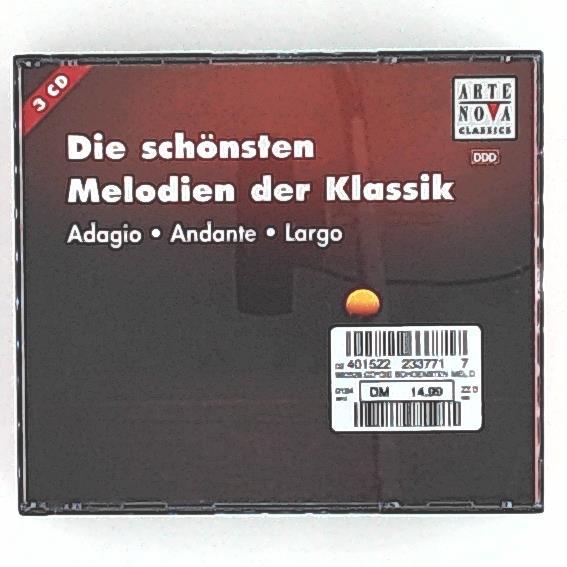 3 CD
ARTE
NOVA
CLASSICS
DDD
Die schönsten
Melodien der Klassik
Adagio • Andante • Largo
401522 233771 7
DM 14.99